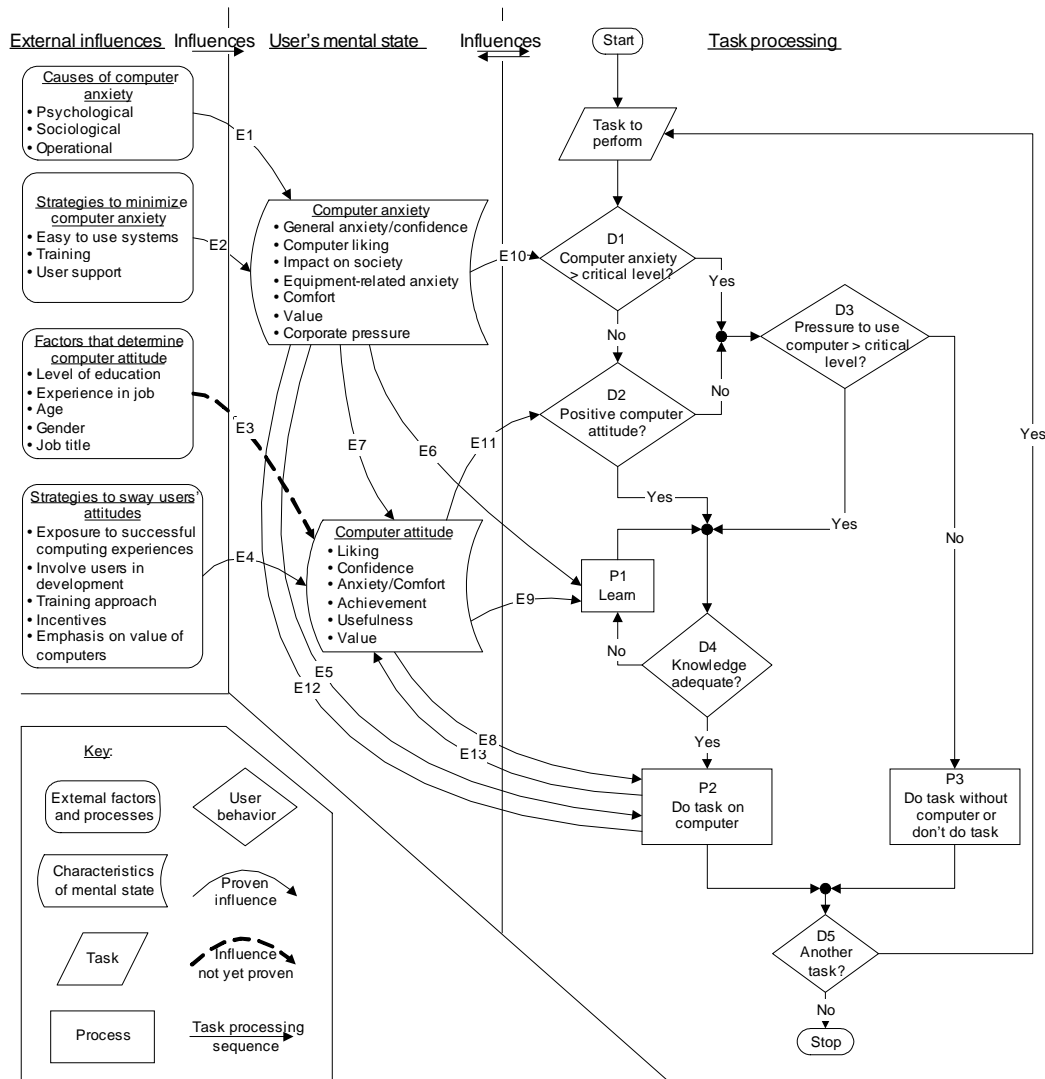 External influences
Influences
User's mental state
Influences
Task processing
Causes of computer
anxiety
• Psychological
• Sociological
• Operational
E1
Strategies to minimize
computer anxiety
• Easy to use systems
• Training
• User support
E2
Factors that determine
computer attitude
• Level of education
• Experience in job
• Age
• Gender
• Job title
E3
Strategies to sway users'
attitudes
• Exposure to successful
computing experiences
• Involve users in
development
• Training approach
• Incentives
• Emphasis on value of
computers
E4
Computer anxiety
• General anxiety/confidence
• Computer liking
• Impact on society
• Equipment-related anxiety
• Comfort
• Value
• Corporate pressure
E10
E7
E6
E11
Computer attitude
• Liking
• Confidence
• Anxiety/Comfort
• Achievement
• Usefulness
• Value
E9
E5
E12
E8
E13
Start
Task to
perform
D1
Computer anxiety
> critical level?
Yes
No
D2
Positive computer
attitude?
No
Yes
D3
Pressure to use
computer > critical
level?
Yes
No
Yes
P1
Learn
No
D4
Knowledge
adequate?
Yes
P2
Do task on
computer
P3
Do task without
computer or
don't do task
D5
Another
task?
No
Stop
Key:
External factors
and processes
User
behavior
Characteristics
of mental state
Proven
influence
Task
Influence
not yet proven
Process
Task processing
sequence